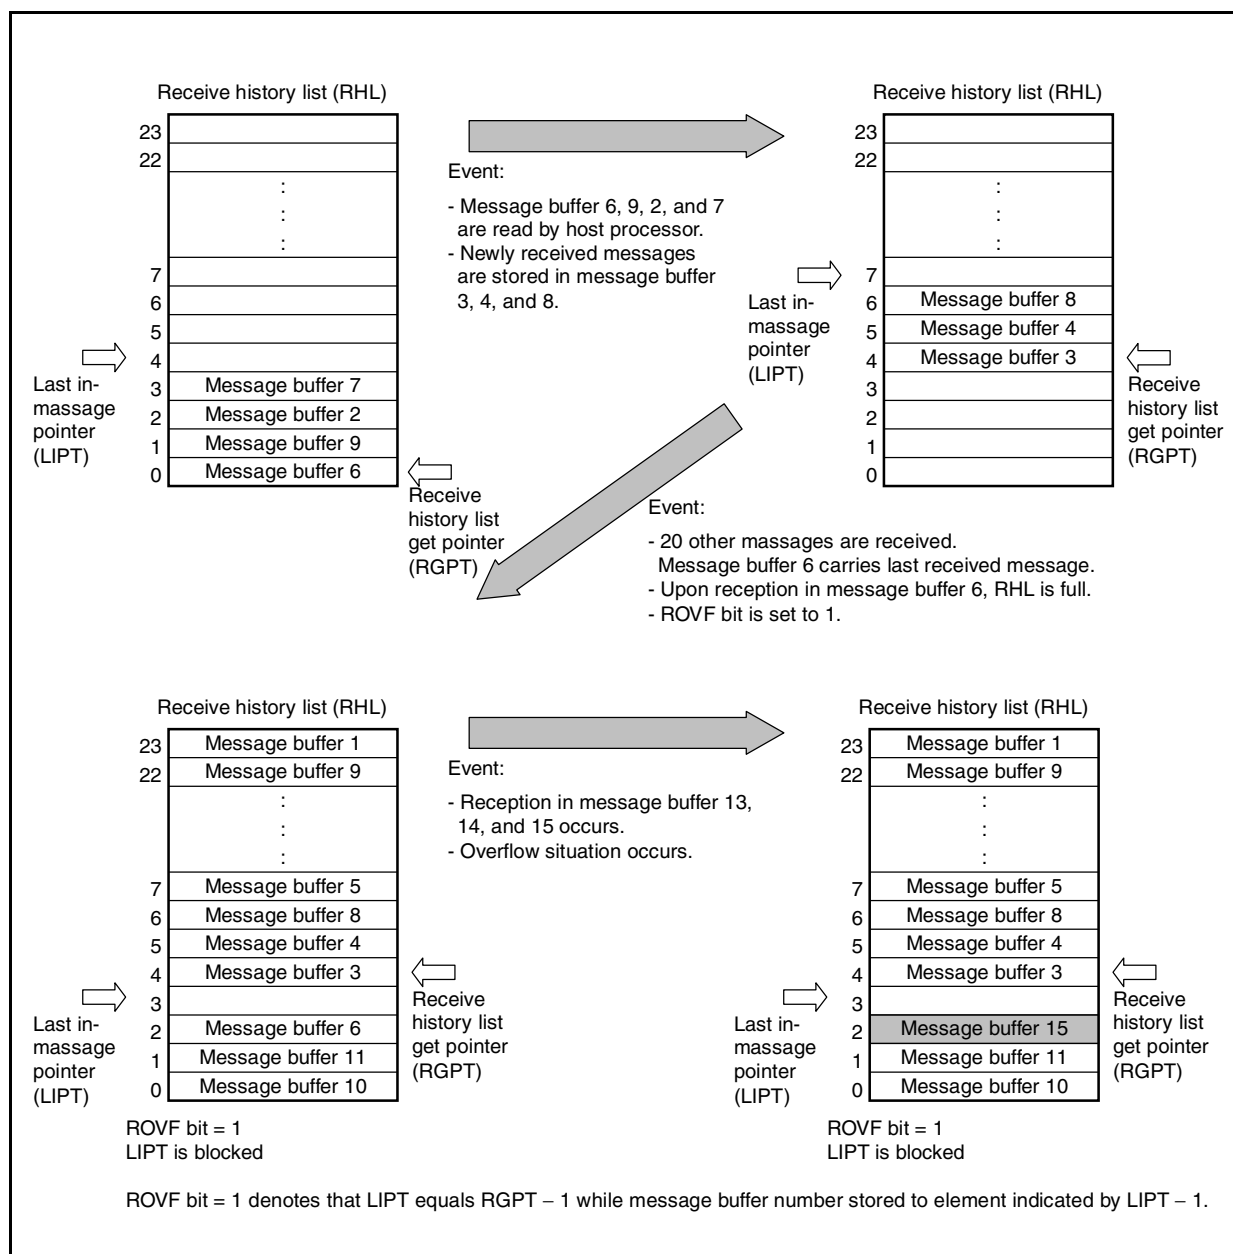 Receive history list (RHL)
23
22
:
:
:
7
6
5
4
3 Message buffer 7
2 Message buffer 2
1 Message buffer 9
0 Message buffer 6
Last in-
massage
pointer
(LIPT)
Receive
history list
get pointer
(RGPT)
Event:
- Message buffer 6, 9, 2, and 7
are read by host processor.
- Newly received messages
are stored in message buffer
3, 4, and 8.
Receive history list (RHL)
23
22
:
:
:
7
6 Message buffer 8
5 Message buffer 4
4 Message buffer 3
3
2
1
0
Last in-
massage
pointer
(LIPT)
Receive
history list
get pointer
(RGPT)
Event:
- 20 other massages are received.
Message buffer 6 carries last received message.
- Upon reception in message buffer 6, RHL is full.
- ROVF bit is set to 1.
Receive history list (RHL)
23 Message buffer 1
22 Message buffer 9
:
:
:
7 Message buffer 5
6 Message buffer 8
5 Message buffer 4
4 Message buffer 3
3
2 Message buffer 6
1 Message buffer 11
0 Message buffer 10
Last in-
massage
pointer
(LIPT)
Receive
history list
get pointer
(RGPT)
ROVF bit = 1
LIPT is blocked
Event:
- Reception in message buffer 13,
14, and 15 occurs.
- Overflow situation occurs.
Receive history list (RHL)
23 Message buffer 1
22 Message buffer 9
:
:
:
7 Message buffer 5
6 Message buffer 8
5 Message buffer 4
4 Message buffer 3
3
2 Message buffer 15
1 Message buffer 11
0 Message buffer 10
Last in-
massage
pointer
(LIPT)
Receive
history list
get pointer
(RGPT)
ROVF bit = 1
LIPT is blocked
ROVF bit = 1 denotes that LIPT equals RGPT – 1 while message buffer number stored to element indicated by LIPT – 1.